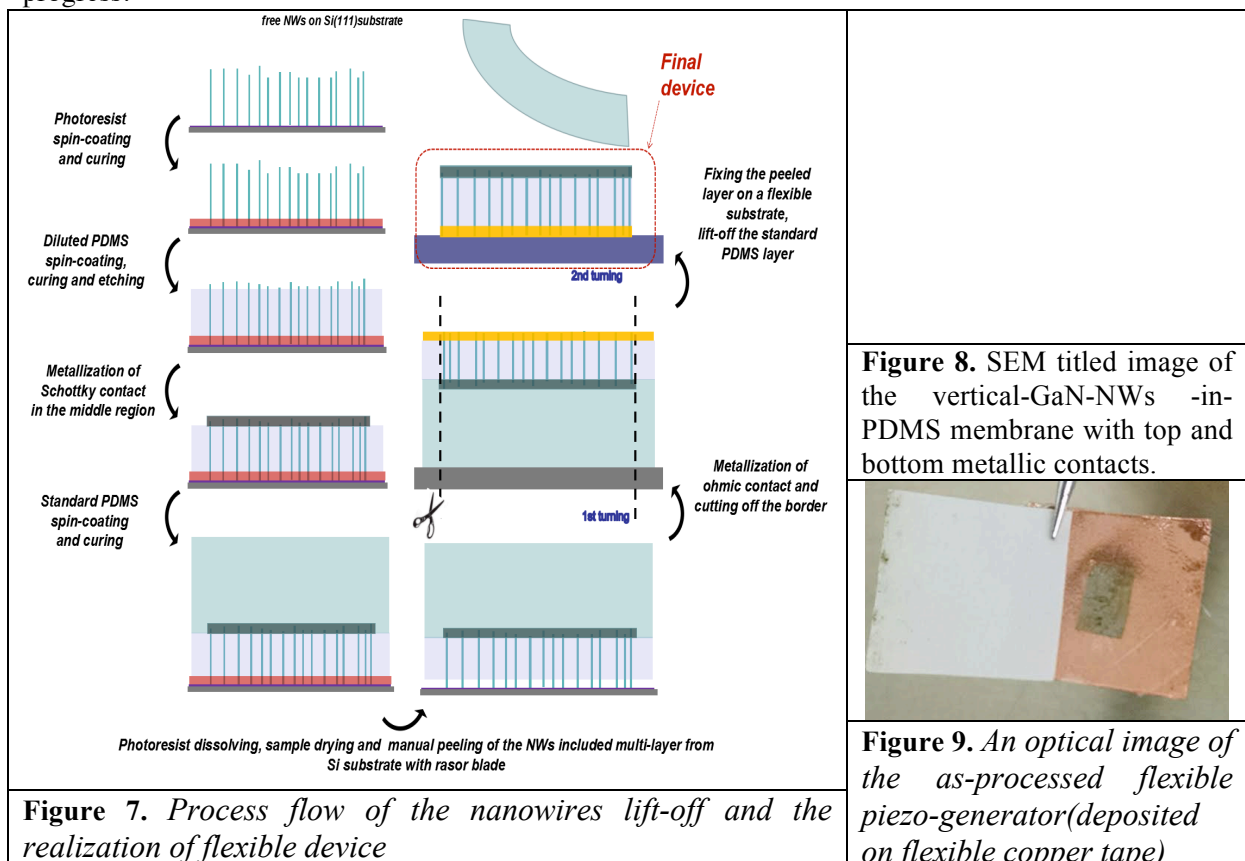 progress.
free NWs on Si(111)substrate
Photoresist
spin-coating
and curing
Diluted PDMS
spin-coating,
curing and etching
Metallization of
Schottky contact
in the middle region
Standard PDMS
spin-coating
and curing
Photoresist dissolving, sample drying and manual peeling of the NWs included multi-layer from
Si substrate with rasor blade
Final
device
Fixing the peeled
layer on a flexible
substrate,
lift-off the standard
PDMS layer
2nd turning
Metallization of
ohmic contact and
cutting off the border
1st turning
Figure 7. Process flow of the nanowires lift-off and the
realization of flexible device
Figure 8. SEM titled image of
the vertical-GaN-NWs -in-
PDMS membrane with top and
bottom metallic contacts.
Figure 9. An optical image of
the as-processed flexible
piezo-generator(deposited
on flexible copper tape)